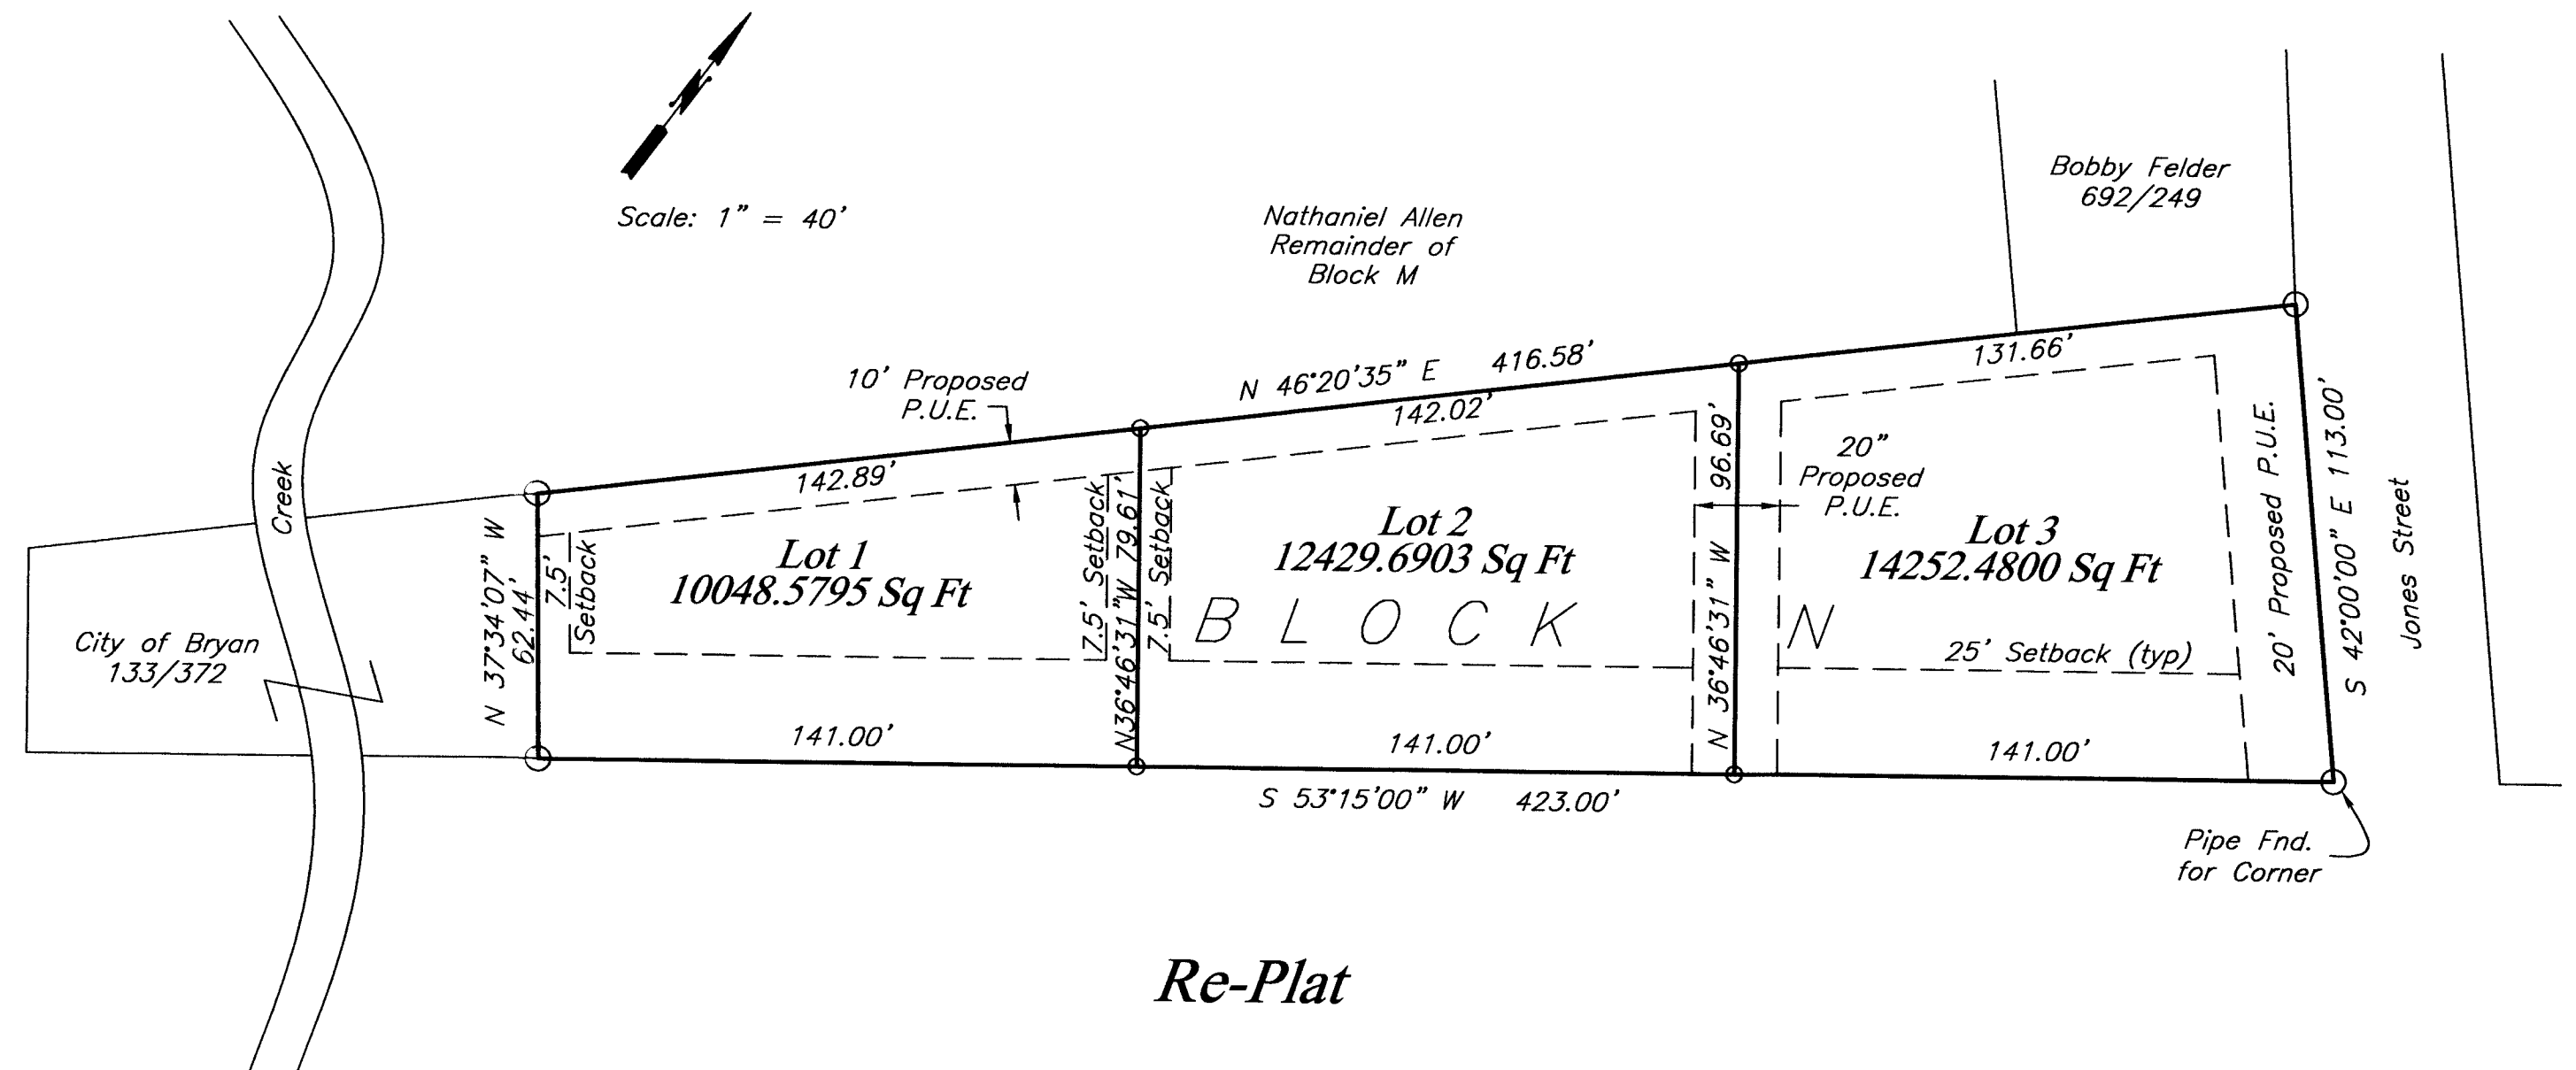 Scale: 1" = 40'
Nathaniel Allen
Remainder of
Block M
Bobby Felder
692/249
10' Proposed
P.U.E.
N 46°20'35" E 416.58'
142.89'
142.02'
131.66'
Creek
City of Bryan
133/372
N 37°34'07" W
62.44'
7.5'
Setback
Lot 1
10048.5795 Sq Ft
7.5' Setback
N36°46'31"W 79.61'
7.5' Setback
Lot 2
12429.6903 Sq Ft
BLOCK N
N 36°46'31" W 96.69'
20"
Proposed
P.U.E.
Lot 3
14252.4800 Sq Ft
25' Setback (typ)
20' Proposed P.U.E.
S 42°00'00" E 113.00'
Jones Street
141.00'
141.00'
141.00'
S 53°15'00" W 423.00'
Pipe Fnd.
for Corner
Re-Plat